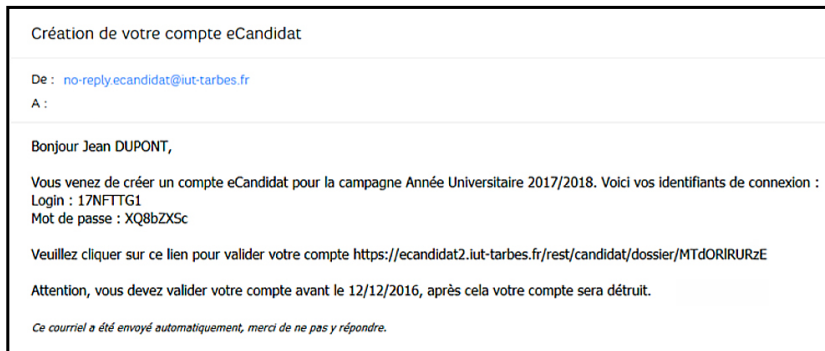 Création de votre compte eCandidat
De : no-reply.ecandidat@iut-tarbes.fr
A :
Bonjour Jean DUPONT,
Vous venez de créer un compte eCandidat pour la campagne Année Universitaire 2017/2018. Voici vos identifiants de connexion :
Login : 17NFTTG1
Mot de passe : XQ8bZXSc
Veuillez cliquer sur ce lien pour valider votre compte https://ecandidat2.iut-tarbes.fr/rest/candidat/dossier/MTdORlRURzE
Attention, vous devez valider votre compte avant le 12/12/2016, après cela votre compte sera détruit.
Ce courriel a été envoyé automatiquement, merci de ne pas y répondre.